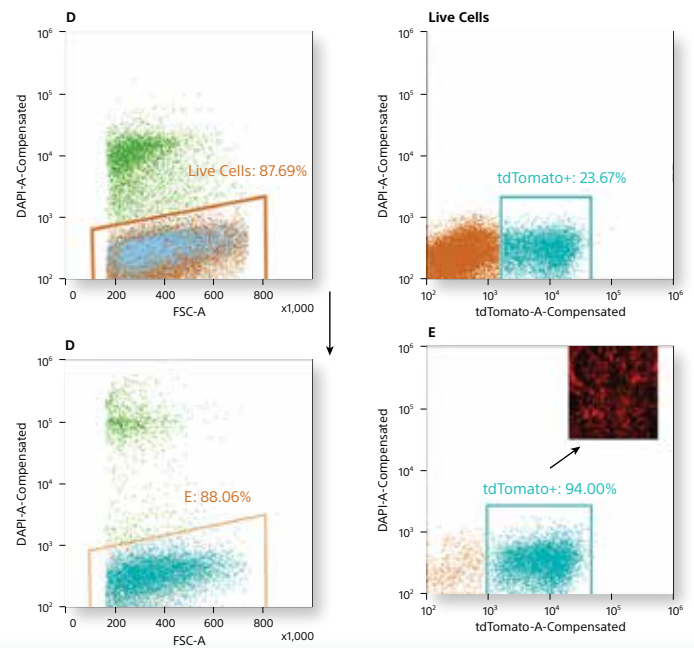 D
10⁶
10⁵
10⁴
10³
10²
DAPI-A-Compensated
Live Cells: 87.69%
0
200
400
600
800
x1,000
FSC-A
Live Cells
10⁶
10⁵
10⁴
10³
10²
DAPI-A-Compensated
tdTomato+: 23.67%
10²
10³
10⁴
10⁵
10⁶
tdTomato-A-Compensated
D
10⁶
10⁵
10⁴
10³
10²
DAPI-A-Compensated
E: 88.06%
0
200
400
600
800
x1,000
FSC-A
E
10⁶
10⁵
10⁴
10³
10²
DAPI-A-Compensated
tdTomato+: 94.00%
10²
10³
10⁴
10⁵
10⁶
tdTomato-A-Compensated